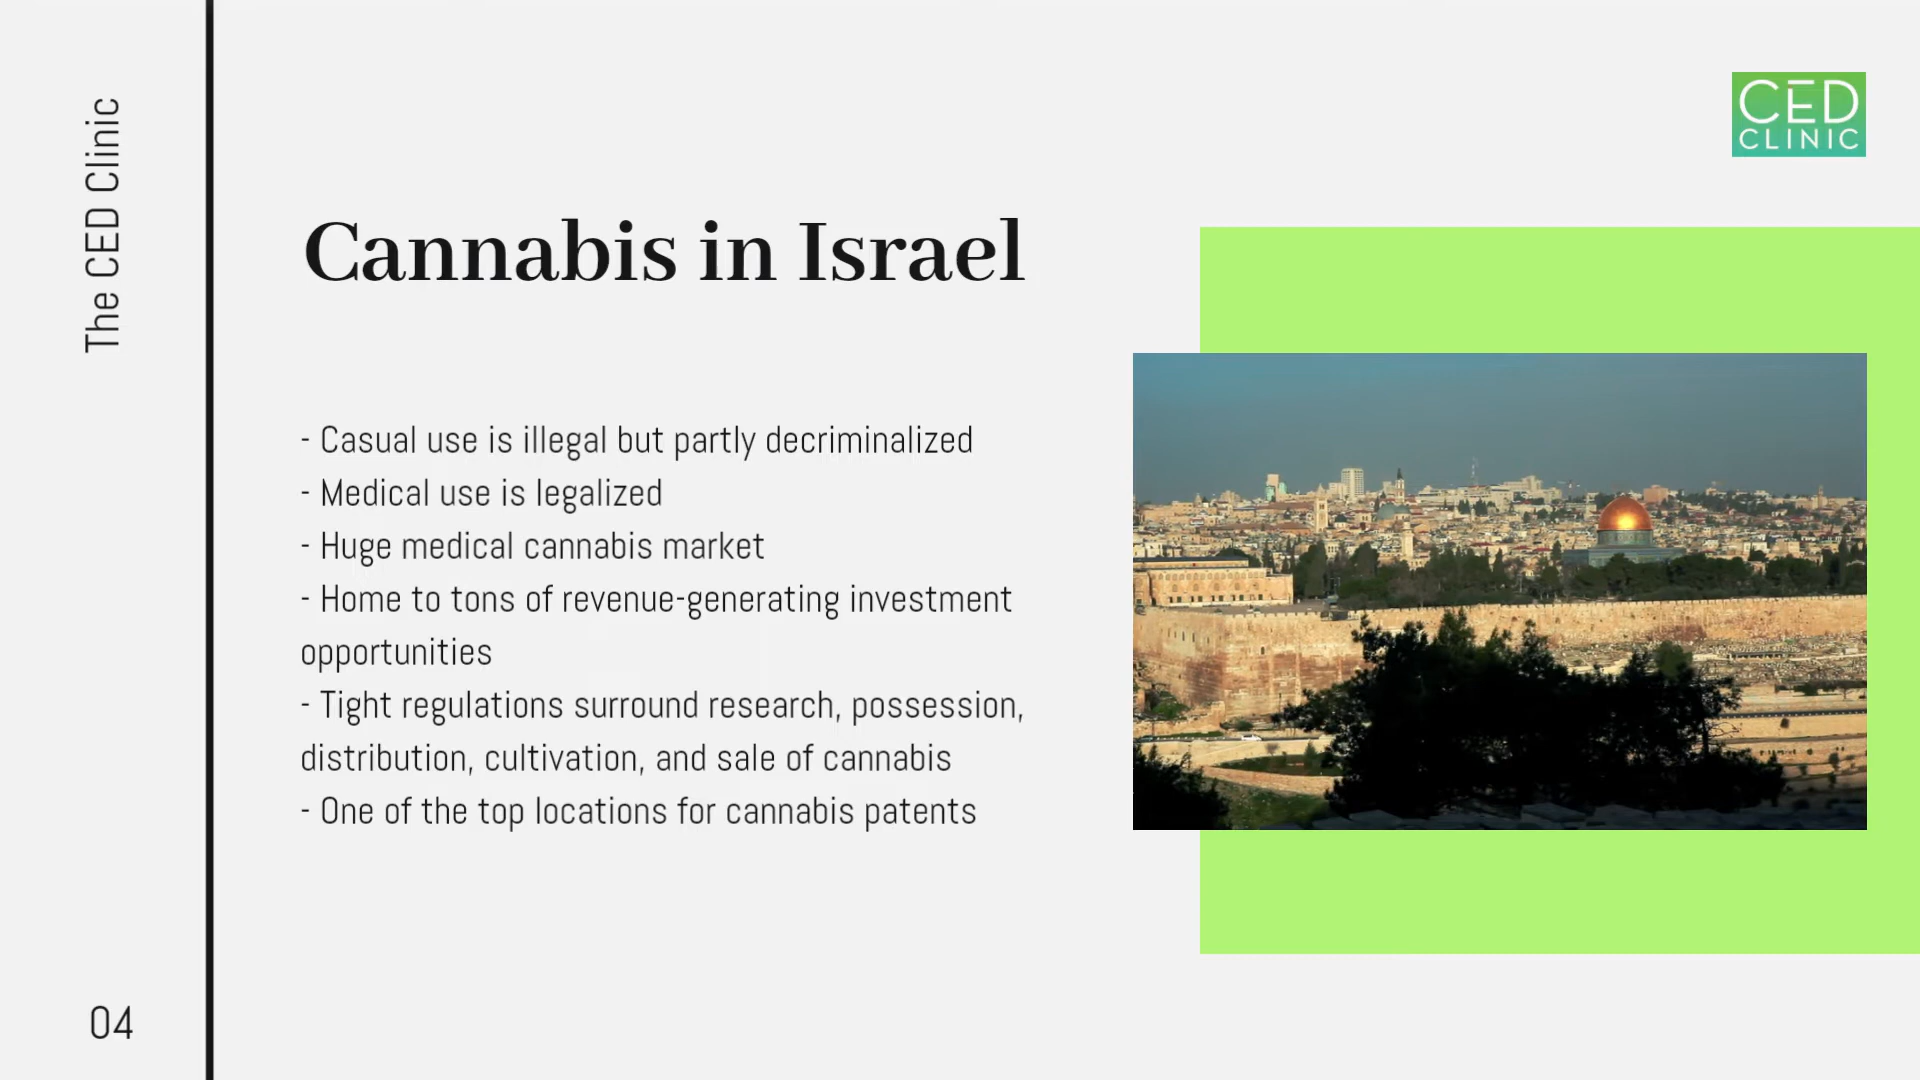 The CED Clinic
CED
CLINIC
Cannabis in Israel
- Casual use is illegal but partly decriminalized
- Medical use is legalized
- Huge medical cannabis market
- Home to tons of revenue-generating investment
opportunities
- Tight regulations surround research, possession,
distribution, cultivation, and sale of cannabis
- One of the top locations for cannabis patents
04